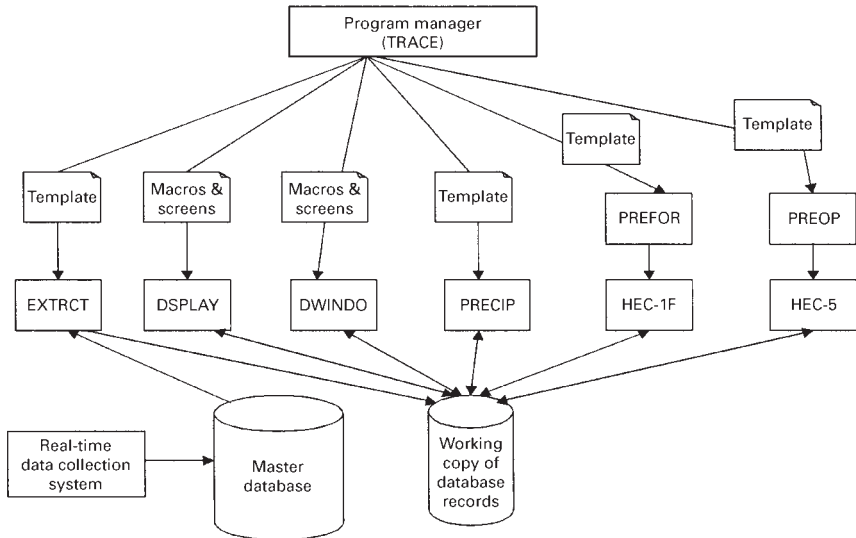 Program manager
(TRACE)
Template
Template
Template
Macros &
screens
Macros &
screens
Template
PREFOR
PREOP
EXTRCT
DSPLAY
DWINDO
PRECIP
HEC-1F
HEC-5
Real-time
data collection
system
Master
database
Working
copy of
database
records